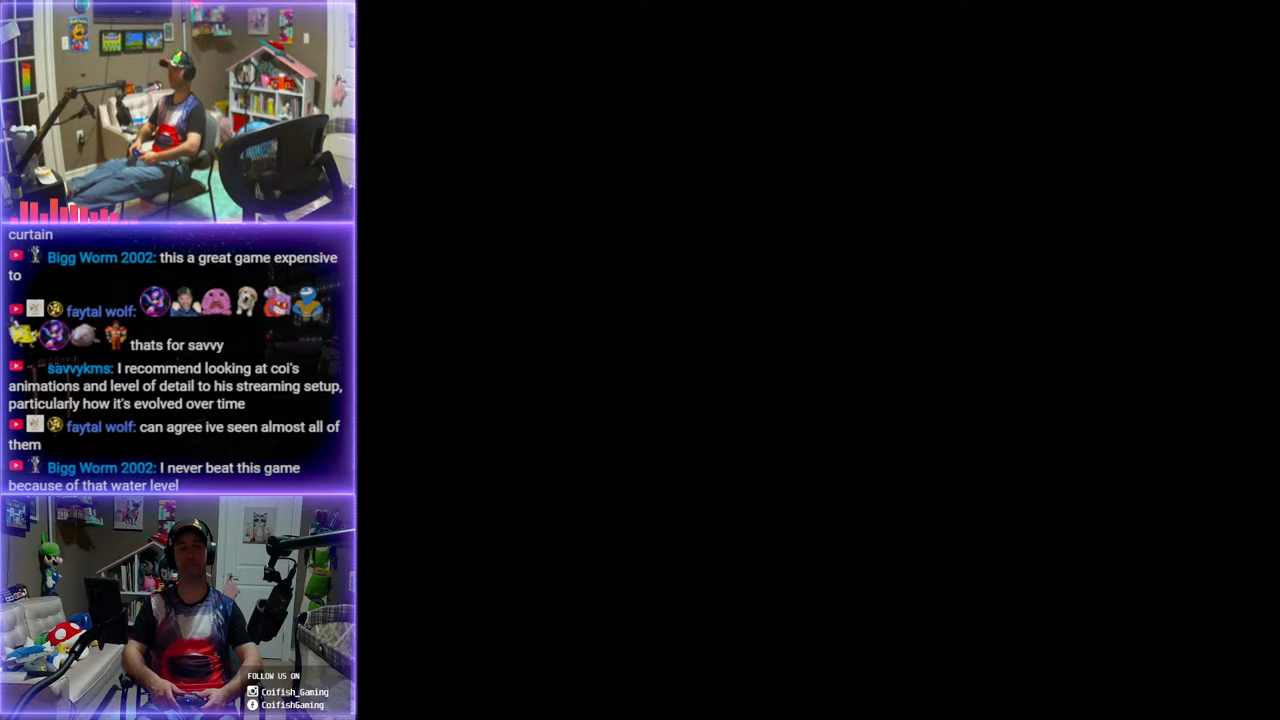 curtain
Bigg Worm 2002: this a great game expensive
to
faytal wolf:
thats for savvy
savvykms: I recommend looking at coi's
animations and level of detail to his streaming setup,
particularly how it's evolved over time
faytal wolf: can agree ive seen almost all of
them
Bigg Worm 2002: I never beat this game
because of that water level
FOLLOW US ON
Coifish_Gaming
CoifishGaming